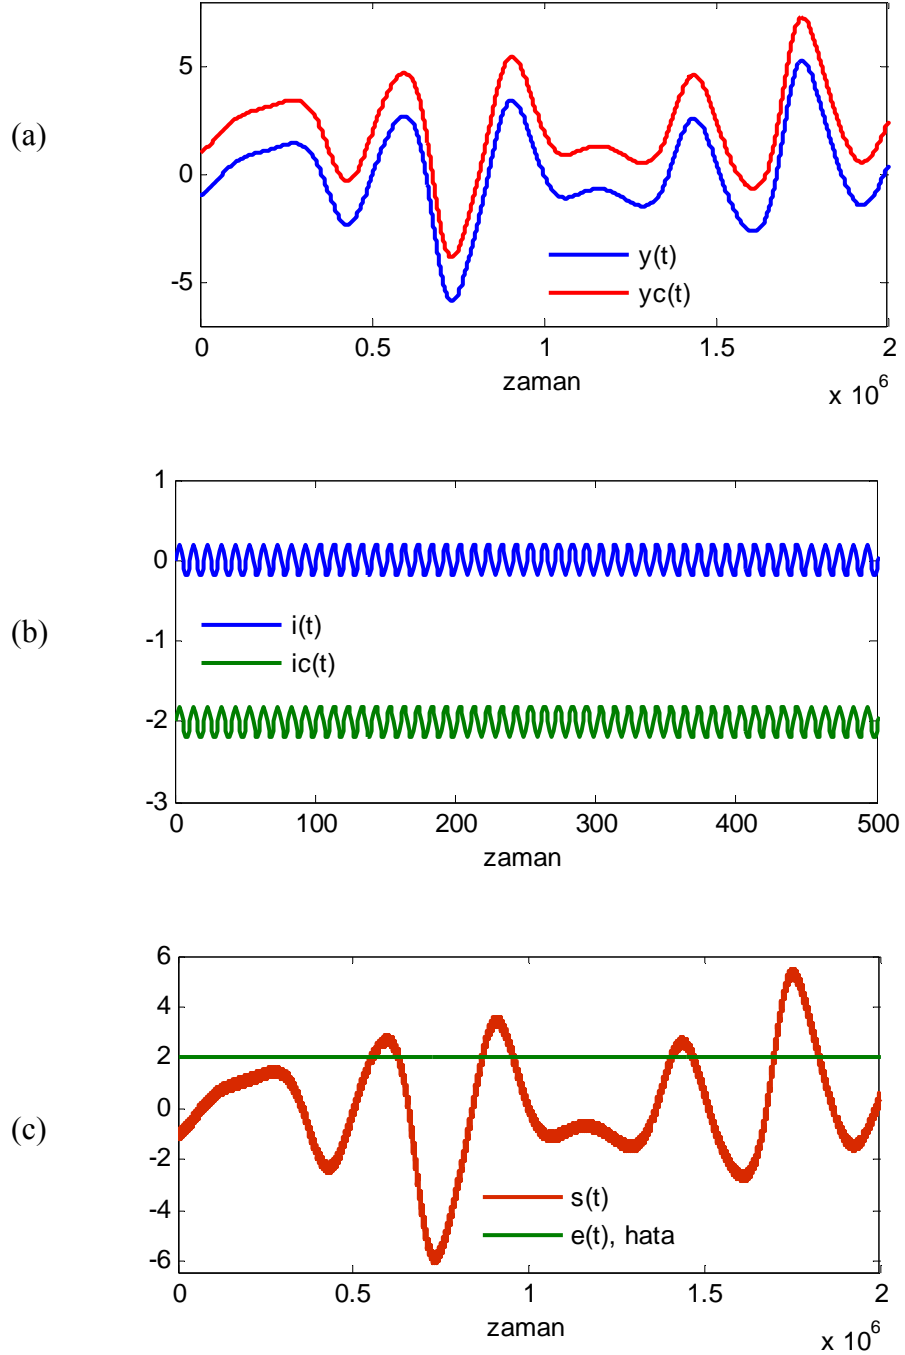 (a)
5
0
-5
y(t)
yc(t)
0 0.5 1 1.5 2
zaman
x 10^6
(b)
1
0
-1
-2
-3
i(t)
ic(t)
0 100 200 300 400 500
zaman
(c)
6
4
2
0
-2
-4
-6
s(t)
e(t), hata
0 0.5 1 1.5 2
zaman
x 10^6